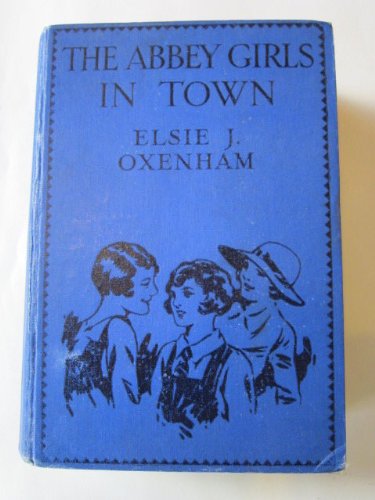 THE ABBEY GIRLS
IN TOWN
ELSIE J.
OXENHAM